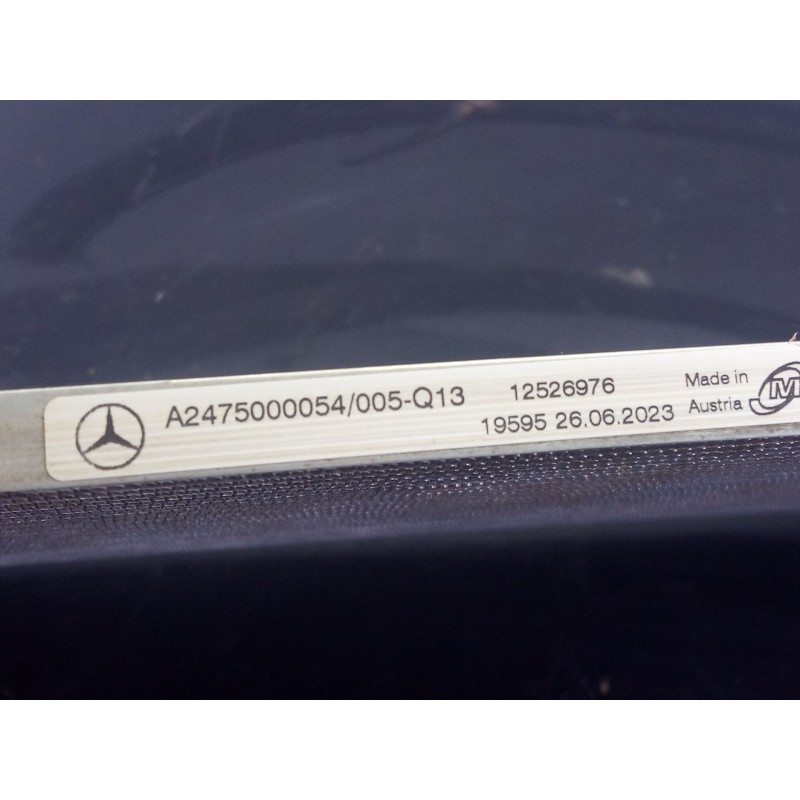 A2475000054/005-Q13
12526976
19595 26.06.2023
Made in
Austria